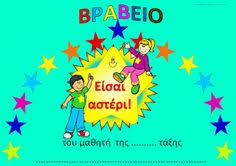 ΒΡΑΒΕΙΟ
Είσαι
αστέρι!
του μαθητή της .......... τάξης